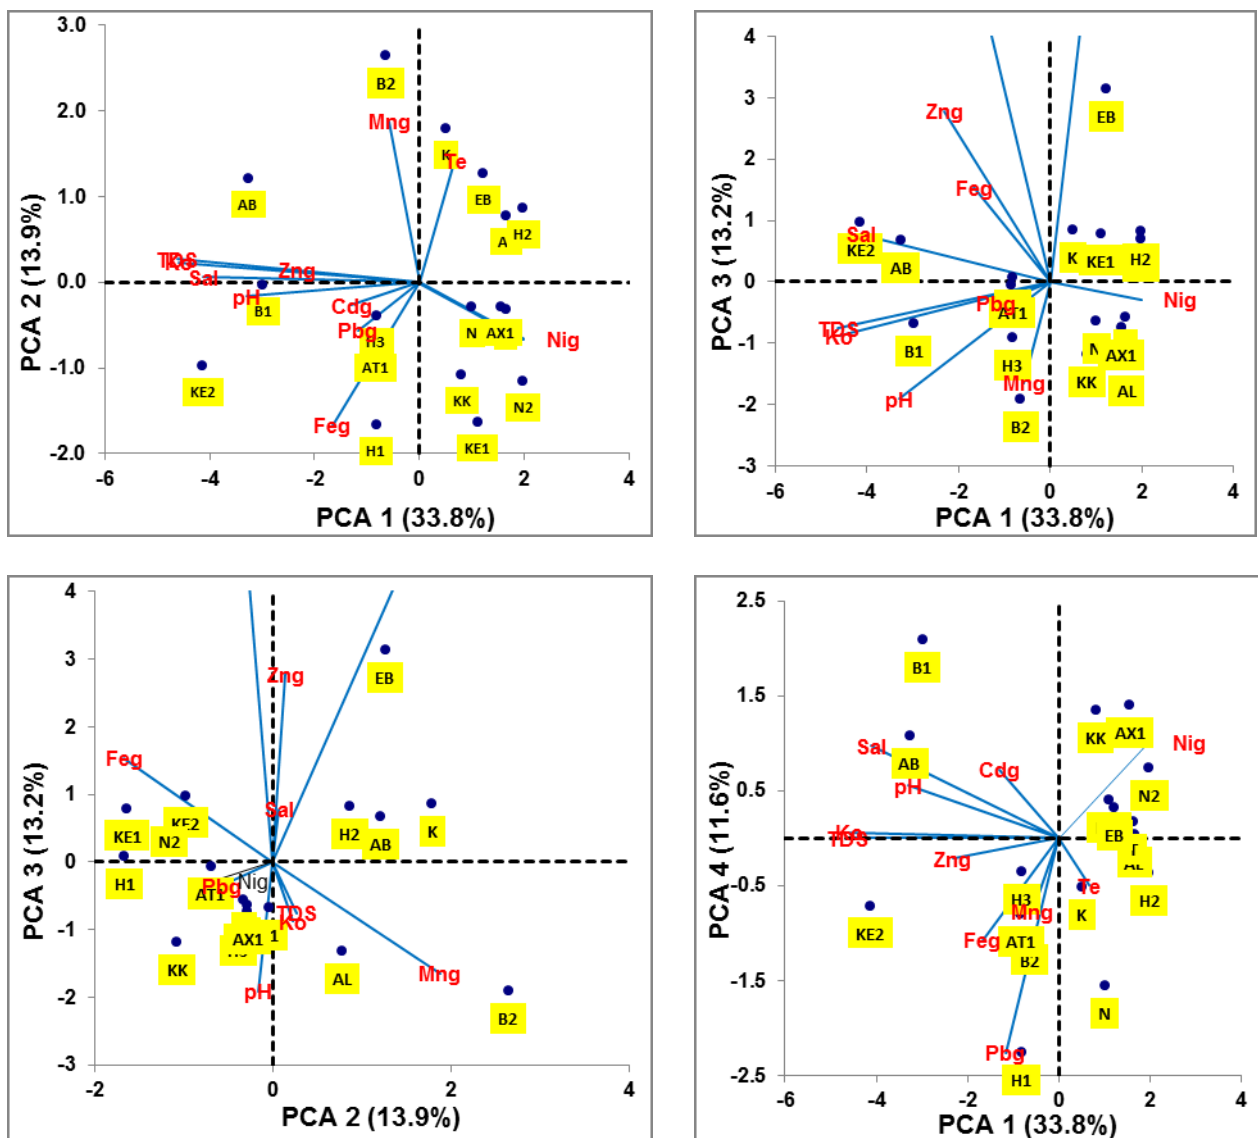 3.0
B2
2.0
Mng
K
Te
AB
EB
1.0
A
H2
TDS
Ko
Zng
Sal
0.0
pH
Cdg
B1
Pbg
N
AX1
Nig
H3
AT1
-1.0
KE2
KK
N2
Feg
H1
KE1
-2.0
-6 -4 -2 0 2 4
PCA 1 (33.8%)
PCA 2 (13.9%)
4
3
EB
Zng
2
Feg
1
Sal
KE2
AB
K
KE1
H2
0
Pbg
AT1
Nig
TDS
Ko
B1
H3
N
AX1
-1
Mng
KK
AL
pH
-2
B2
-3
-6 -4 -2 0 2 4
PCA 1 (33.8%)
PCA 3 (13.2%)
4
3
Zng
EB
2
Feg
1
Sal
KE1
KE2
N2
H2
AB
K
0
H1
AT1
Pbg
Nig
TDS
Ko
AX1
1
H3
-1
KK
AL
Mng
pH
B2
-2
-3
-2 0 2 4
PCA 2 (13.9%)
PCA 3 (13.2%)
2.5
B1
1.5
KK
AX1
Nig
Sal
AB
Cdg
pH
N2
0.5
Ko
TDS
EB
T
Zng
AL
-0.5
Te
H3
H2
KE2
Mng
K
Feg
AT1
B2
-1.5
N
Pbg
H1
-2.5
-6 -4 -2 0 2 4
PCA 1 (33.8%)
PCA 4 (11.6%)